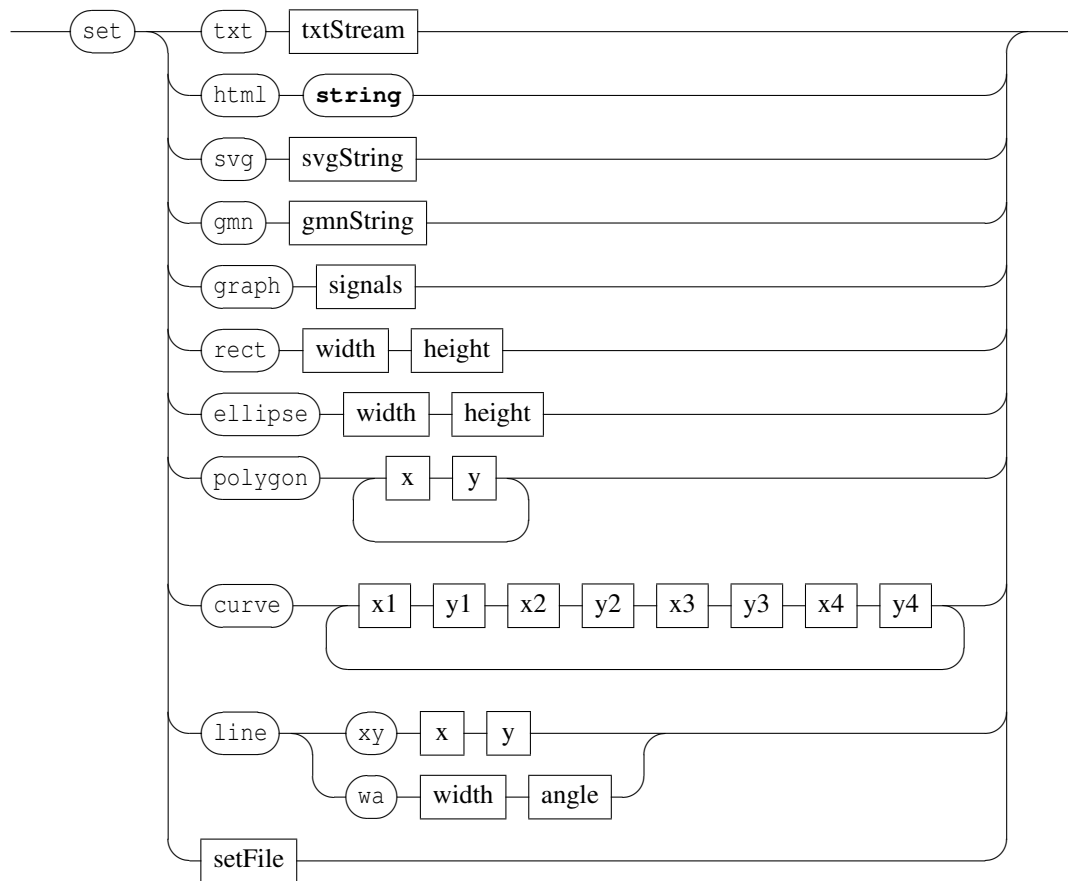 set txt txtStream
html string
svg svgString
gmn gmnString
graph signals
rect width height
ellipse width height
polygon x y
curve x1 y1 x2 y2 x3 y3 x4 y4
line xy x y
wa width angle
setFile